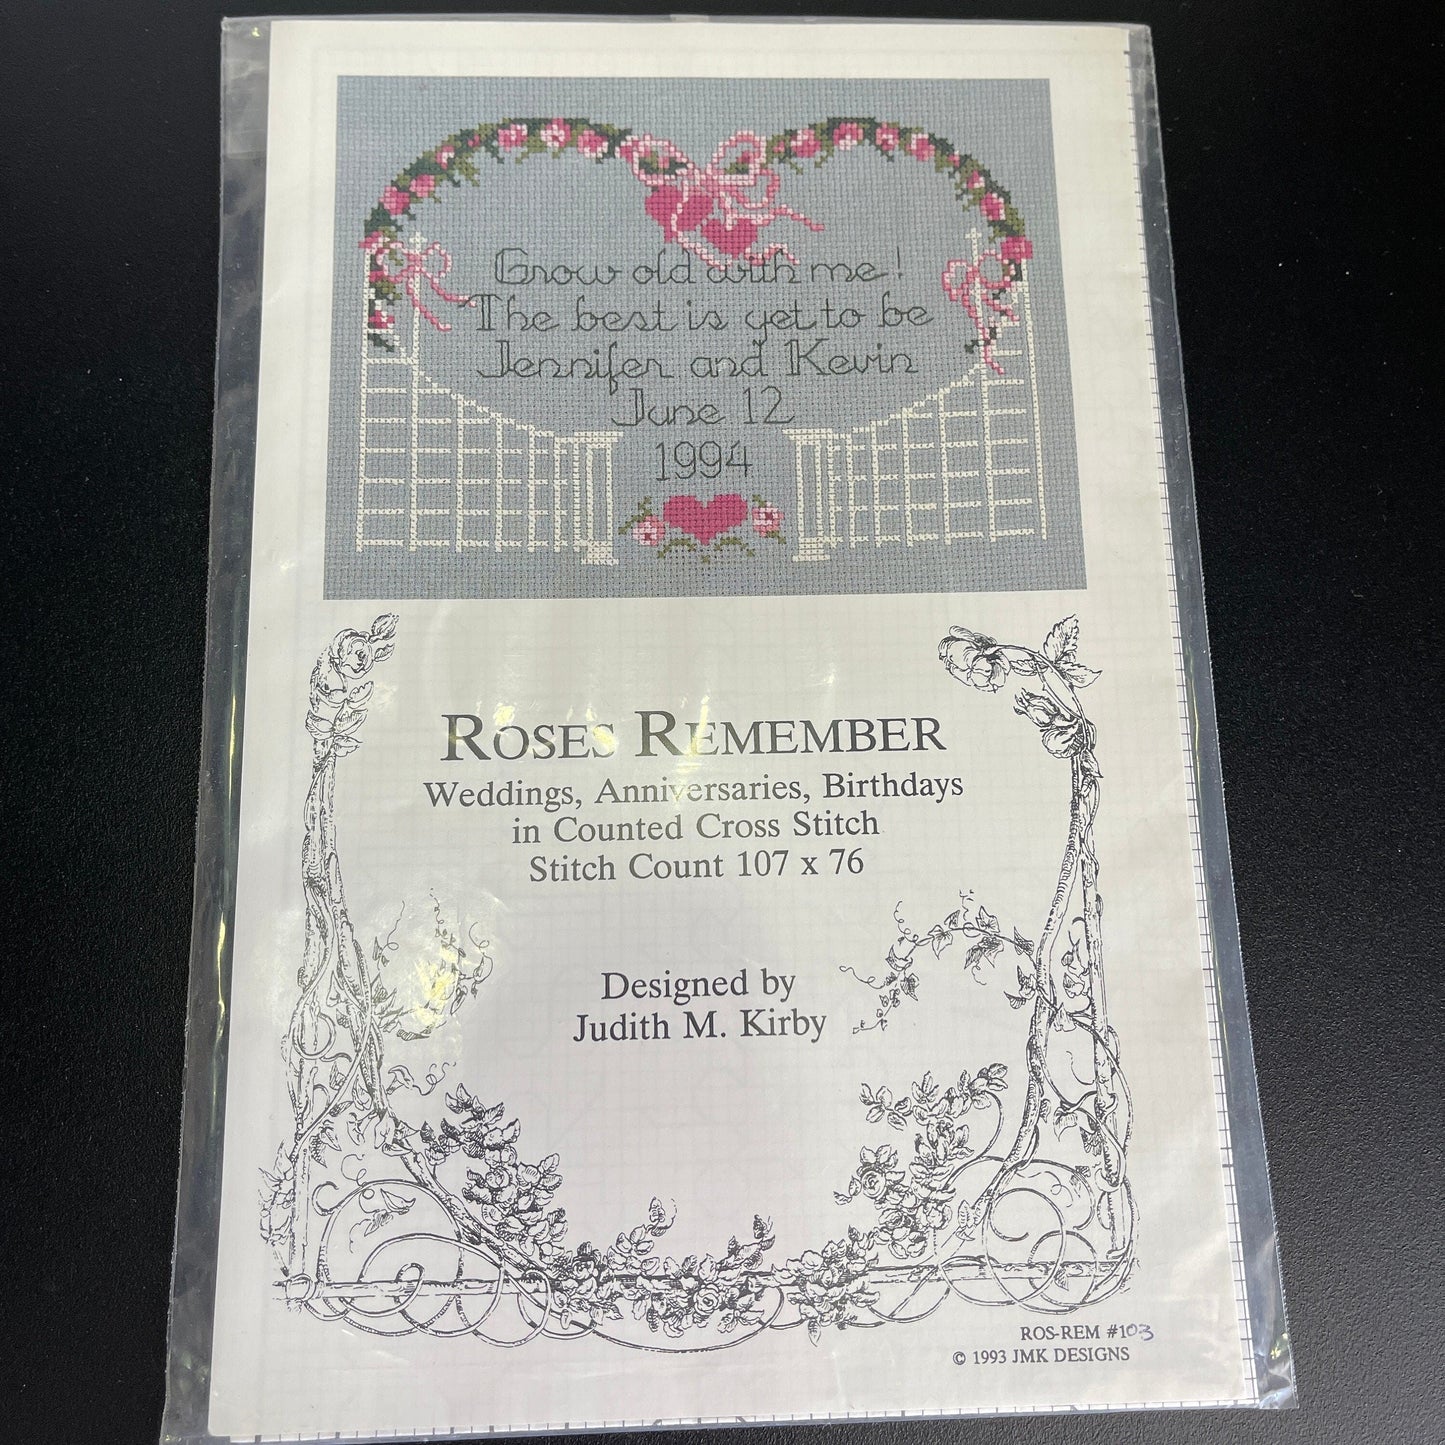 Grow old with me!
The best is yet to be
Jennifer and Kevin
June 12
1994
ROSES REMEMBER
Weddings, Anniversaries, Birthdays
in Counted Cross Stitch
Stitch Count 107 x 76
Designed by
Judith M. Kirby
ROS-REM #103
© 1993 JMK DESIGNS